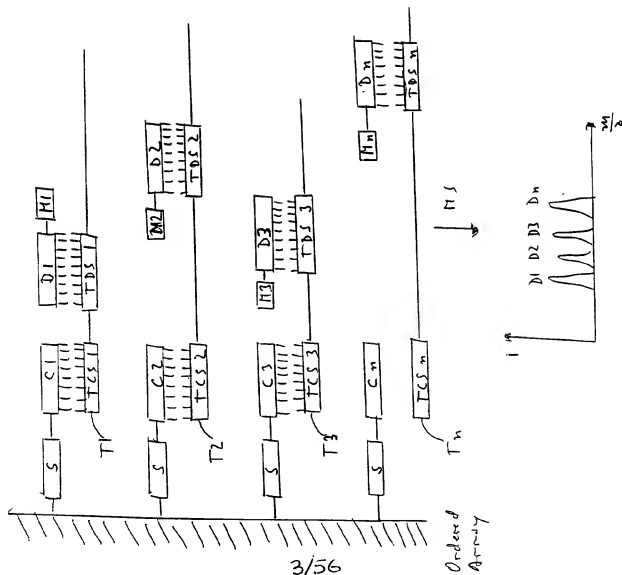 S C1 D1 M1
TCS1 TDS1
T1
S C2 M2 D2
TCS2 TDS2
T2
S C3 M3 D3
TCS3 TDS3
T3
S Cn Mn Dn
TCSn TDSn
Tn
Ordered
Array
MS
I
D1 D2 D3 Dn
m/z
3/56